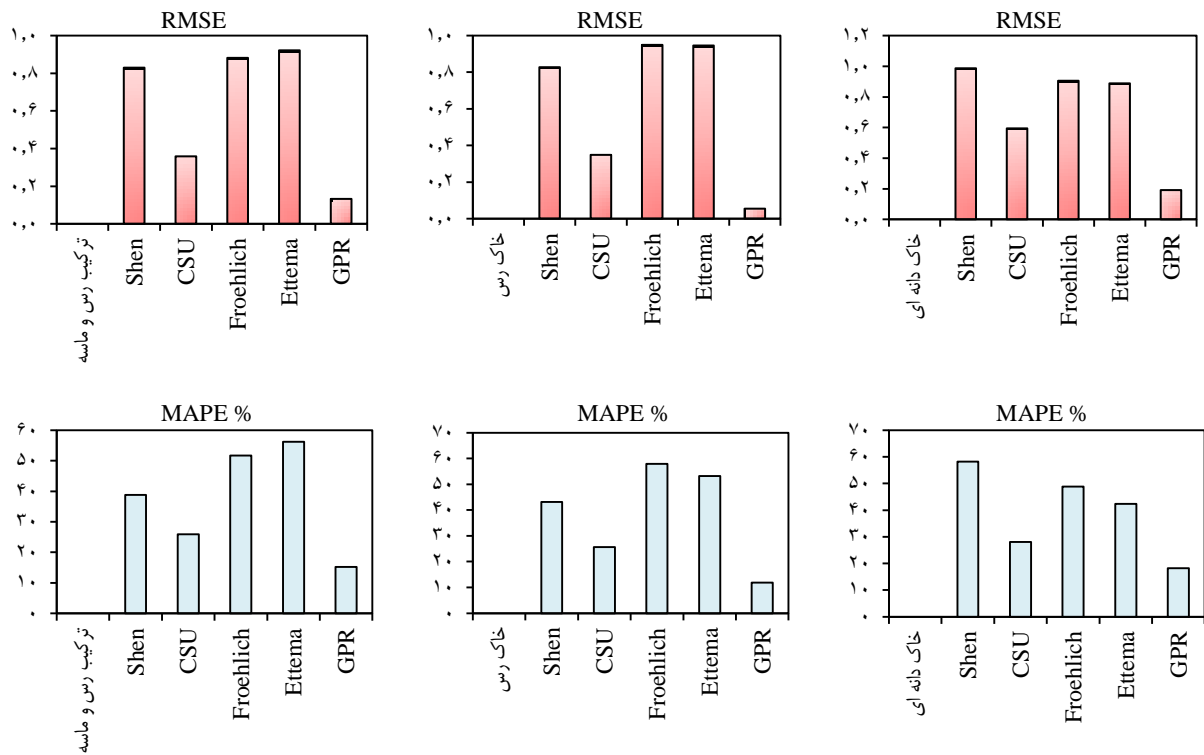 RMSE
۱,۰
۰,۸
۰,۶
۰,۴
۰,۲
۰,۰
ترکیب رس و ماسه
Shen
CSU
Froehlich
Ettema
GPR
RMSE
۱,۰
۰,۸
۰,۶
۰,۴
۰,۲
۰,۰
خاک رس
Shen
CSU
Froehlich
Ettema
GPR
RMSE
۱,۲
۱,۰
۰,۸
۰,۶
۰,۴
۰,۲
۰,۰
خاک دانه ای
Shen
CSU
Froehlich
Ettema
GPR
MAPE %
۶۰
۵۰
۴۰
۳۰
۲۰
۱۰
۰
ترکیب رس و ماسه
Shen
CSU
Froehlich
Ettema
GPR
MAPE %
۷۰
۶۰
۵۰
۴۰
۳۰
۲۰
۱۰
۰
خاک رس
Shen
CSU
Froehlich
Ettema
GPR
MAPE %
۷۰
۶۰
۵۰
۴۰
۳۰
۲۰
۱۰
۰
خاک دانه ای
Shen
CSU
Froehlich
Ettema
GPR